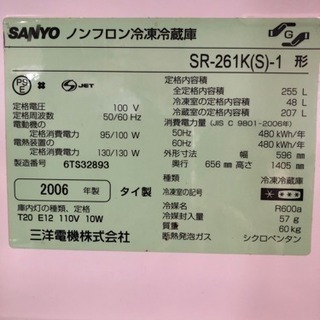 SANYO ノンフロン冷凍冷蔵庫
SR-261K(S)-1 形
PS E JET
定格電圧 100 V
定格周波数 50/60 Hz
電動機の
定格消費電力 95/100 W
電熱装置の
定格消費電力 130/130 W
製造番号 6TS32893
2006 年製 タイ製
庫内灯の種類、定格
T20 E12 110V 10W
三洋電機株式会社
定格内容積
全定格内容積 255 L
冷凍室の定格内容積 48 L
冷蔵室の定格内容積 207 L
消費電力量(JIS C 9801-2006年)
50Hz 480 kWh/年
60Hz 480 kWh/年
外形寸法 幅 596 mm
奥行 656 mm 高さ 1405 mm
種類 冷凍冷蔵庫
冷凍室の記号
冷媒名 R600a
冷媒量 57 g
質量 60 kg
断熱発泡ガス シクロペンタン